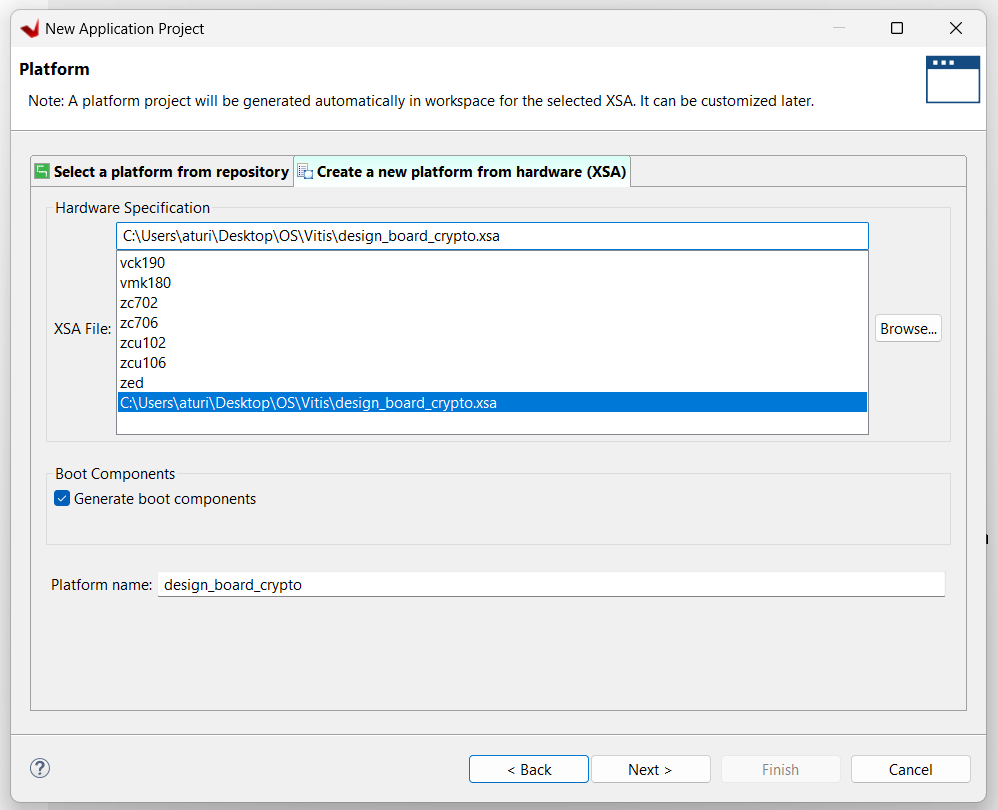 New Application Project
Platform
Note: A platform project will be generated automatically in workspace for the selected XSA. It can be customized later.
Select a platform from repository
Create a new platform from hardware (XSA)
Hardware Specification
C:\Users\aturi\Desktop\OS\Vitis\design_board_crypto.xsa
vck190
vmk180
zc702
zc706
XSA File:
Browse...
zcu102
zcu106
zed
C:\Users\aturi\Desktop\OS\Vitis\design_board_crypto.xsa
Boot Components
Generate boot components
Platform name: design_board_crypto
?
< Back
Next >
Finish
Cancel